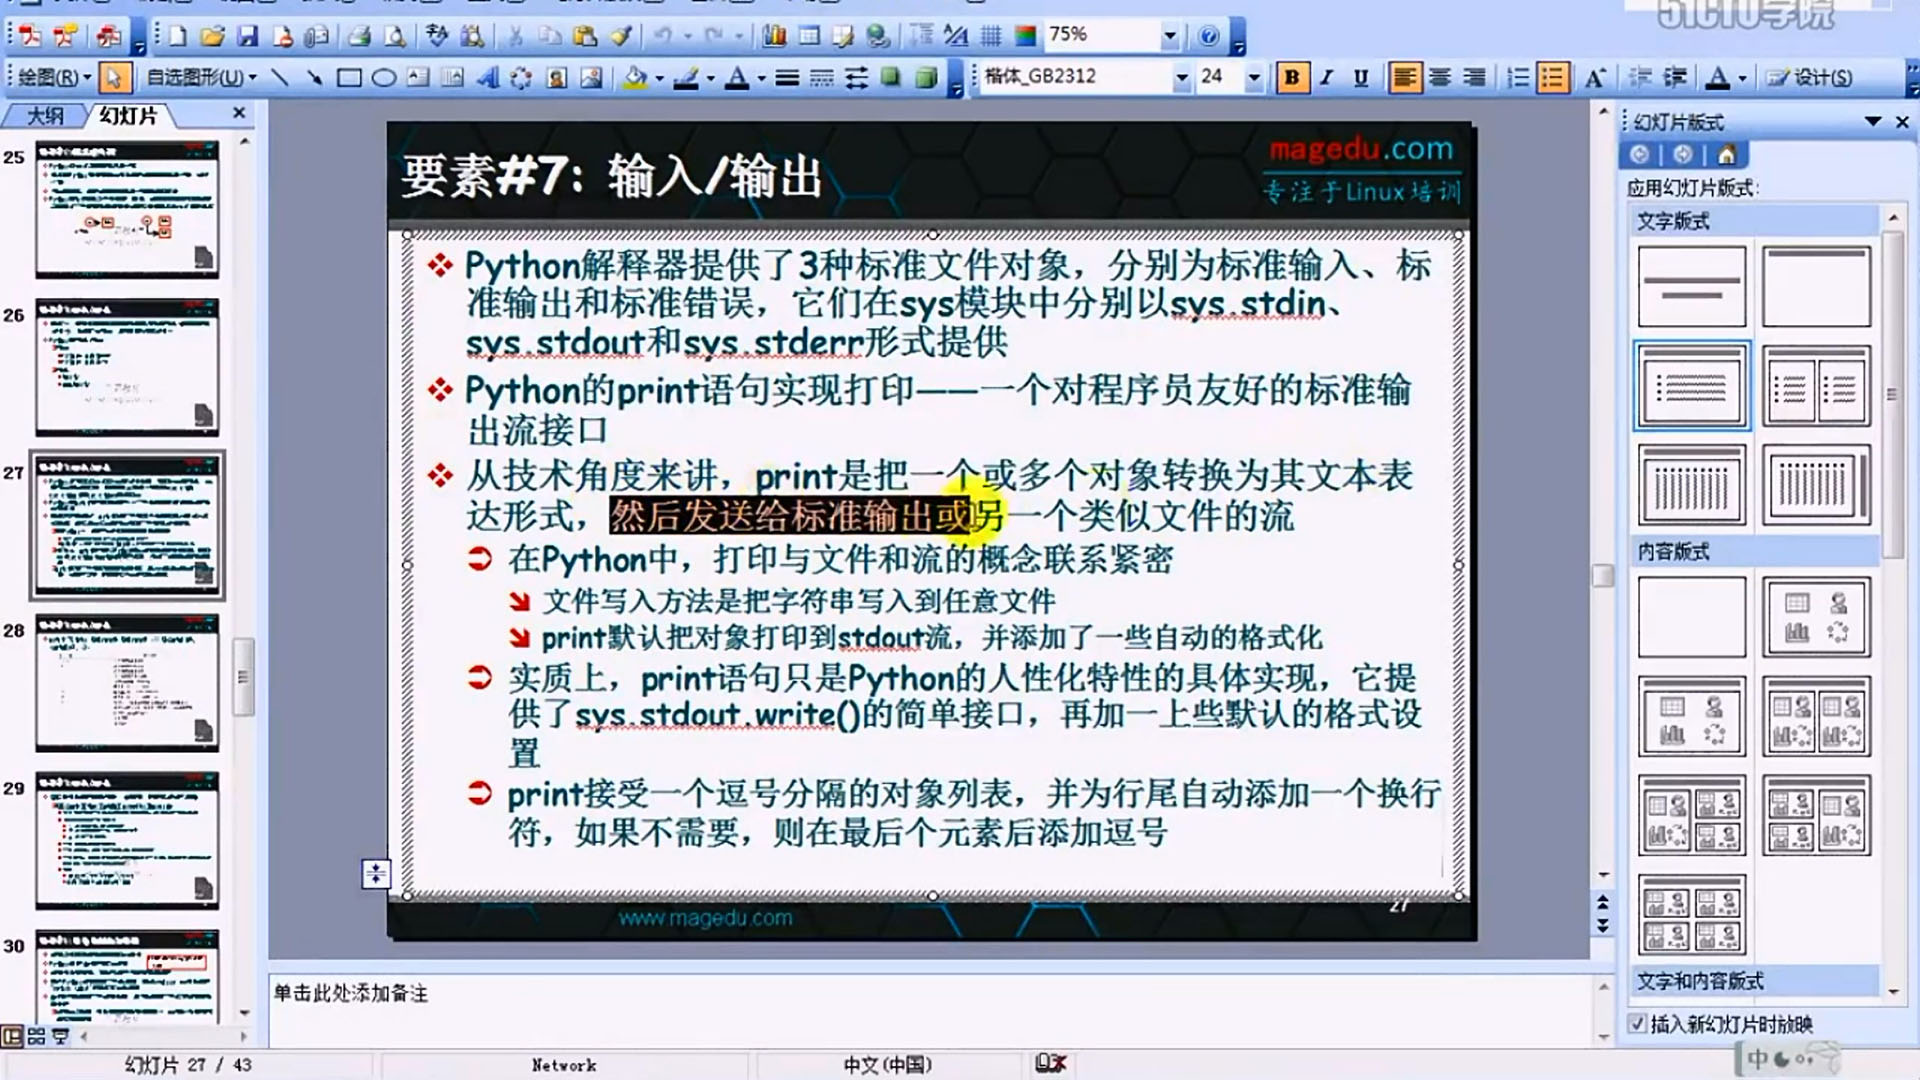 51CTO学院
75%
绘图(R)
自选图形(U)
楷体_GB2312
24
B
I
U
设计(S)
大纲
幻灯片
25
26
27
28
29
30
要素#7: 输入/输出
magedu.com
专注于Linux培训
Python解释器提供了3种标准文件对象，分别为标准输入、标
准输出和标准错误，它们在sys模块中分别以sys.stdin、
sys.stdout和sys.stderr形式提供
Python的print语句实现打印——一个对程序员友好的标准输
出流接口
从技术角度来讲，print是把一个或多个对象转换为其文本表
达形式，然后发送给标准输出或另一个类似文件的流
在Python中，打印与文件和流的概念联系紧密
文件写入方法是把字符串写入到任意文件
print默认把对象打印到stdout流，并添加了一些自动的格式化
实质上，print语句只是Python的人性化特性的具体实现，它提
供了sys.stdout.write()的简单接口，再加一上些默认的格式设
置
print接受一个逗号分隔的对象列表，并为行尾自动添加一个换行
符，如果不需要，则在最后个元素后添加逗号
www.magedu.com
27
单击此处添加备注
幻灯片版式
应用幻灯片版式:
文字版式
内容版式
文字和内容版式
插入新幻灯片时放映
幻灯片 27 / 43
Network
中文(中国)
中